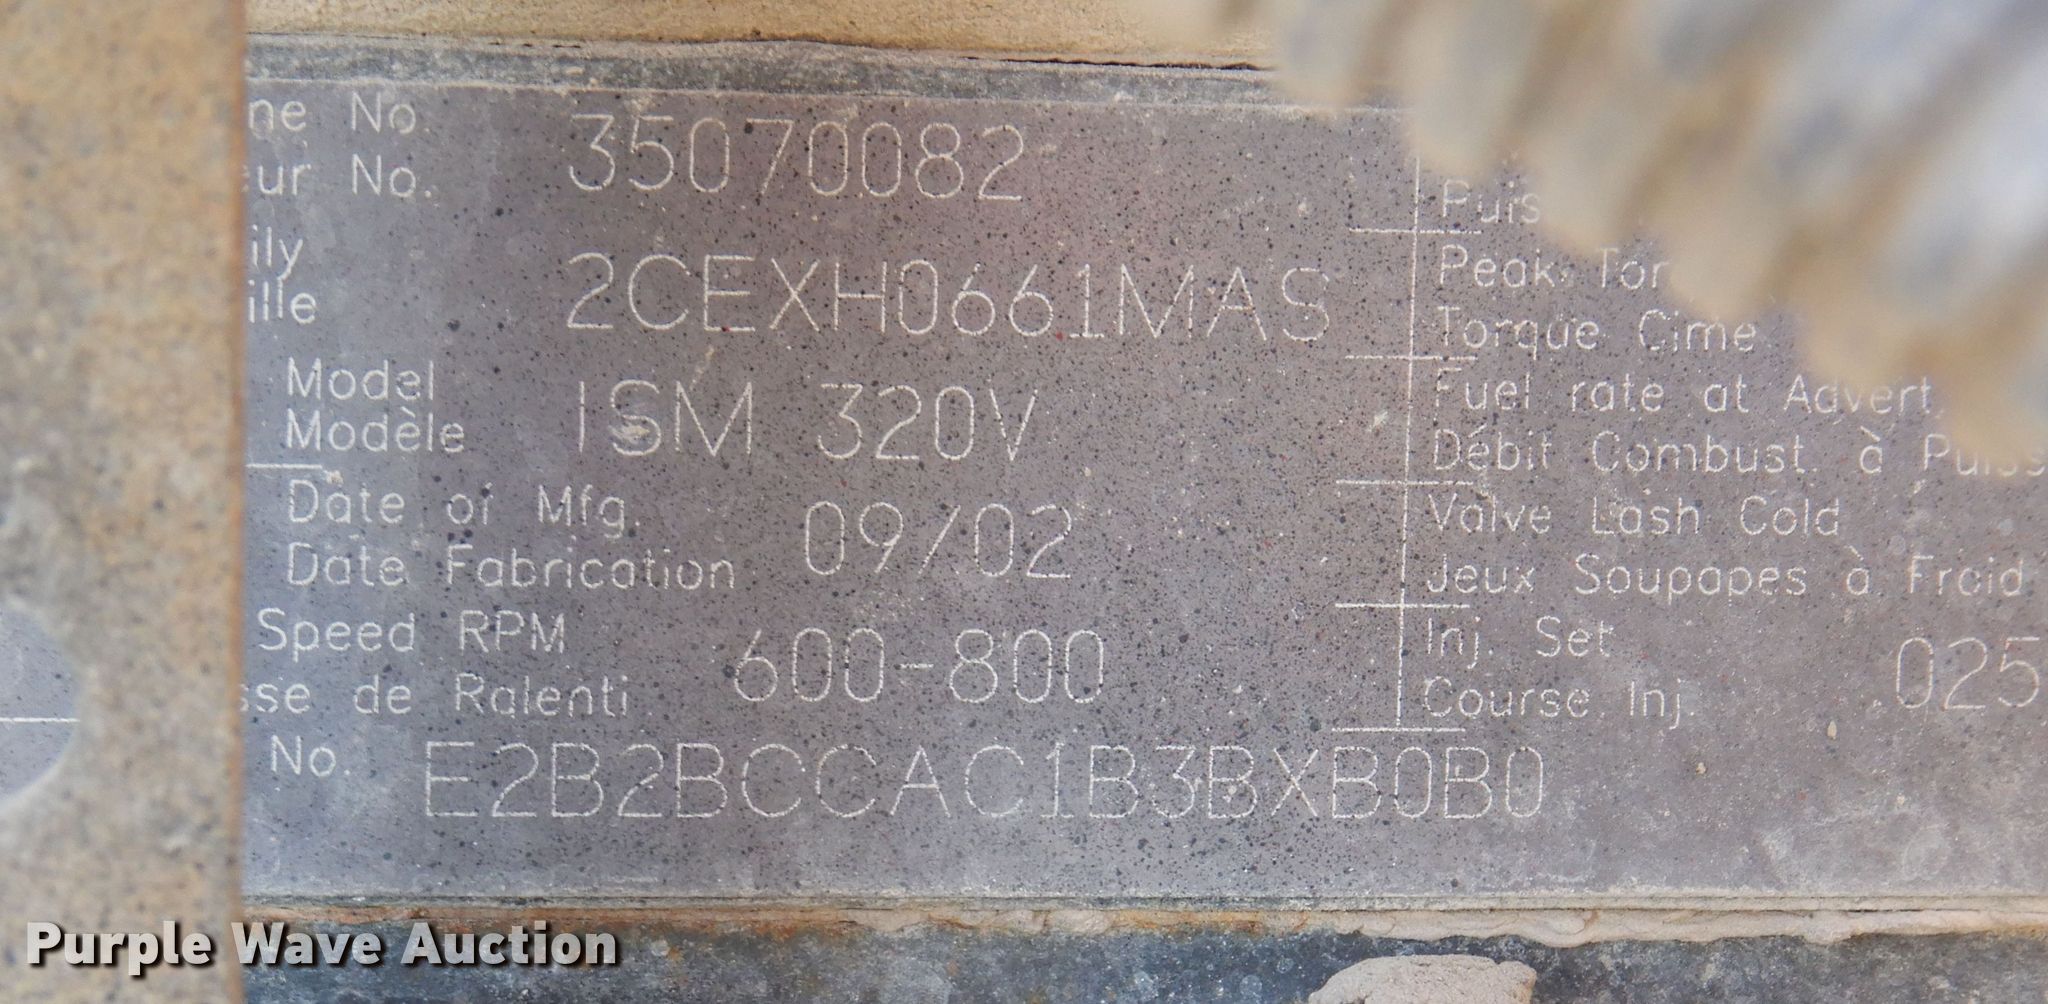 ne No.
eur No.
35070082
ily
ille
2CEXH0661MAS
Model
Modèle
ISM 320V
Date of Mfg.
Date Fabrication
09/02
Speed RPM
sse de Ralenti
600-800
No.
E2B2BCCAC1B3BXB0B0
Puis
Peak Tor
Torque Cime
Fuel rate at Advert.
Débit Combust. à Puiss
Valve Lash Cold
Jeux Soupapes à Froid
Inj. Set
Course Inj.
025
Purple Wave Auction